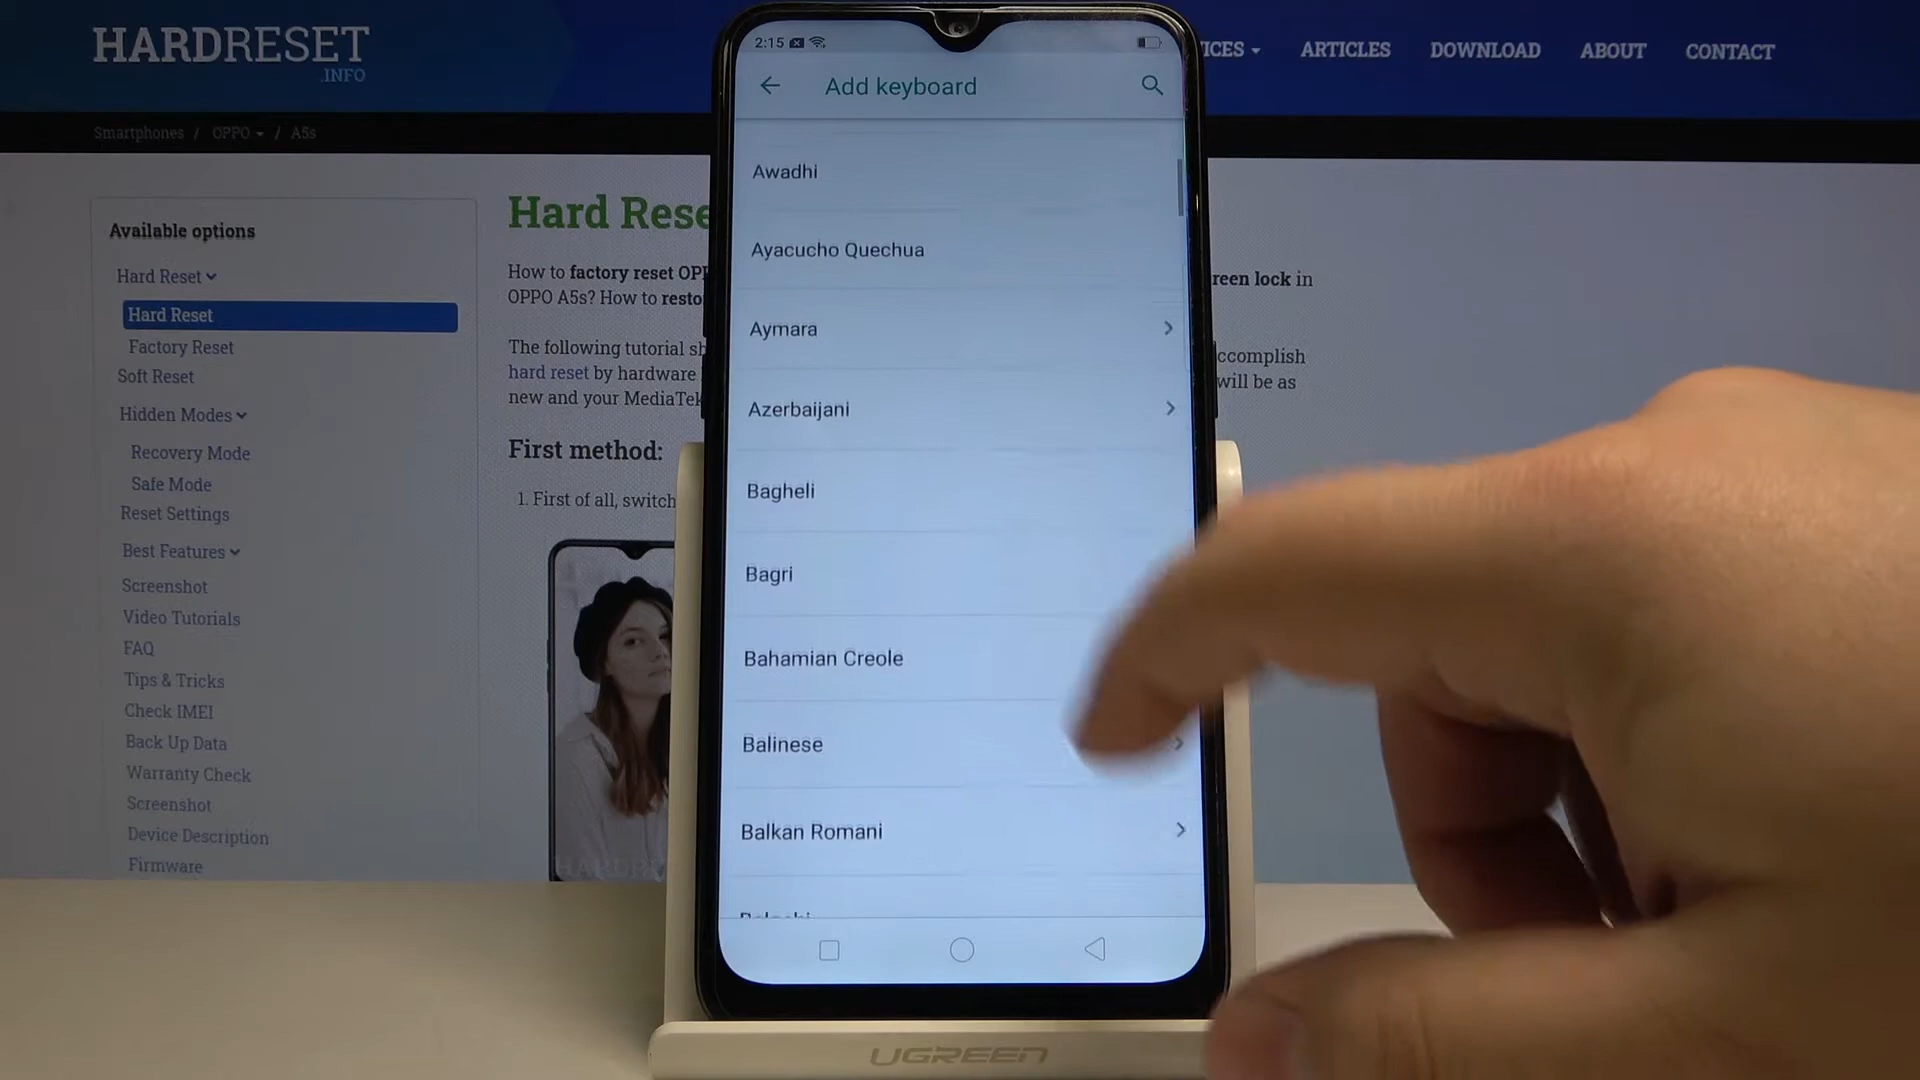 HARDRESET
.INFO
ICES
ARTICLES
DOWNLOAD
ABOUT
CONTACT
Smartphones / OPPO / A5s
Available options
Hard Reset
Hard Reset
Factory Reset
Soft Reset
Hidden Modes
Recovery Mode
Safe Mode
Reset Settings
Best Features
Screenshot
Video Tutorials
FAQ
Tips & Tricks
Check IMEI
Back Up Data
Warranty Check
Screenshot
Device Description
Firmware
Hard Rese
How to factory reset OPP
OPPO A5s? How to resto
reen lock in
The following tutorial sh
hard reset by hardware
new and your MediaTek
ccomplish
will be as
First method:
1. First of all, switch
2:15
Add keyboard
Awadhi
Ayacucho Quechua
Aymara
Azerbaijani
Bagheli
Bagri
Bahamian Creole
Balinese
Balkan Romani
UGREEN